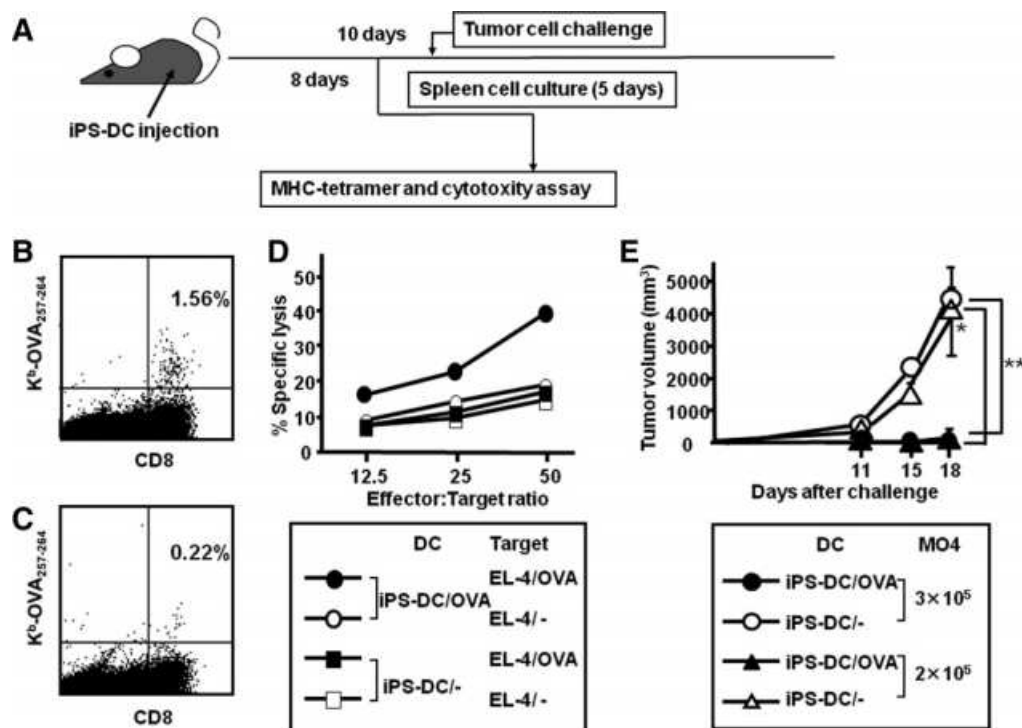 A
10 days
Tumor cell challenge
8 days
Spleen cell culture (5 days)
iPS-DC injection
MHC-tetramer and cytotoxity assay
B
1.56%
Kᵇ-OVA₂₅₇₋₂₆₄
CD8
C
0.22%
Kᵇ-OVA₂₅₇₋₂₆₄
CD8
D
50
40
30
20
10
0
% Specific lysis
12.5 25 50
Effector:Target ratio
DC Target
EL-4/OVA
iPS-DC/OVA
EL-4/-
EL-4/OVA
iPS-DC/-
EL-4/-
E
5000
4000
3000
2000
1000
0
Tumor volume (mm³)
*
**
11 15 18
Days after challenge
DC MO4
iPS-DC/OVA
3×10⁵
iPS-DC/-
iPS-DC/OVA
2×10⁵
iPS-DC/-